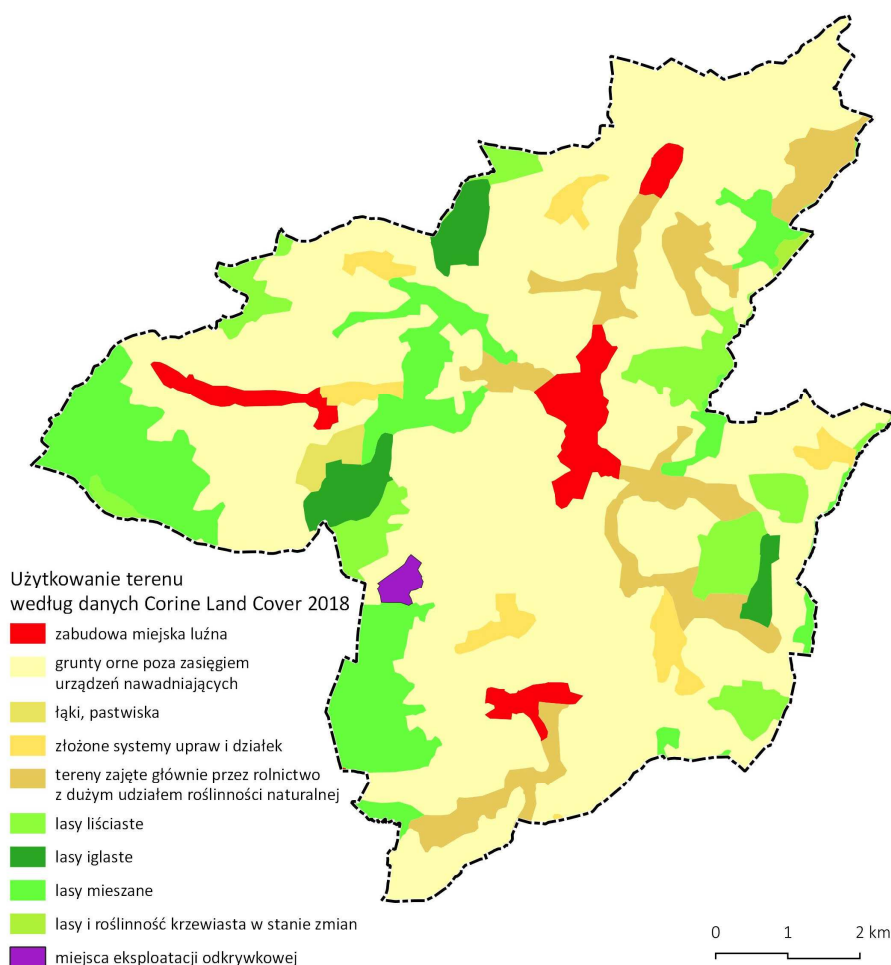 Użytkowanie terenu
według danych Corine Land Cover 2018
zabudowa miejska luźna
grunty orne poza zasięgiem
urządzeń nawadniających
łąki, pastwiska
złożone systemy upraw i działek
tereny zajęte głównie przez rolnictwo
z dużym udziałem roślinności naturalnej
lasy liściaste
lasy iglaste
lasy mieszane
lasy i roślinność krzewiasta w stanie zmian
miejsca eksploatacji odkrywkowej
0 1 2 km